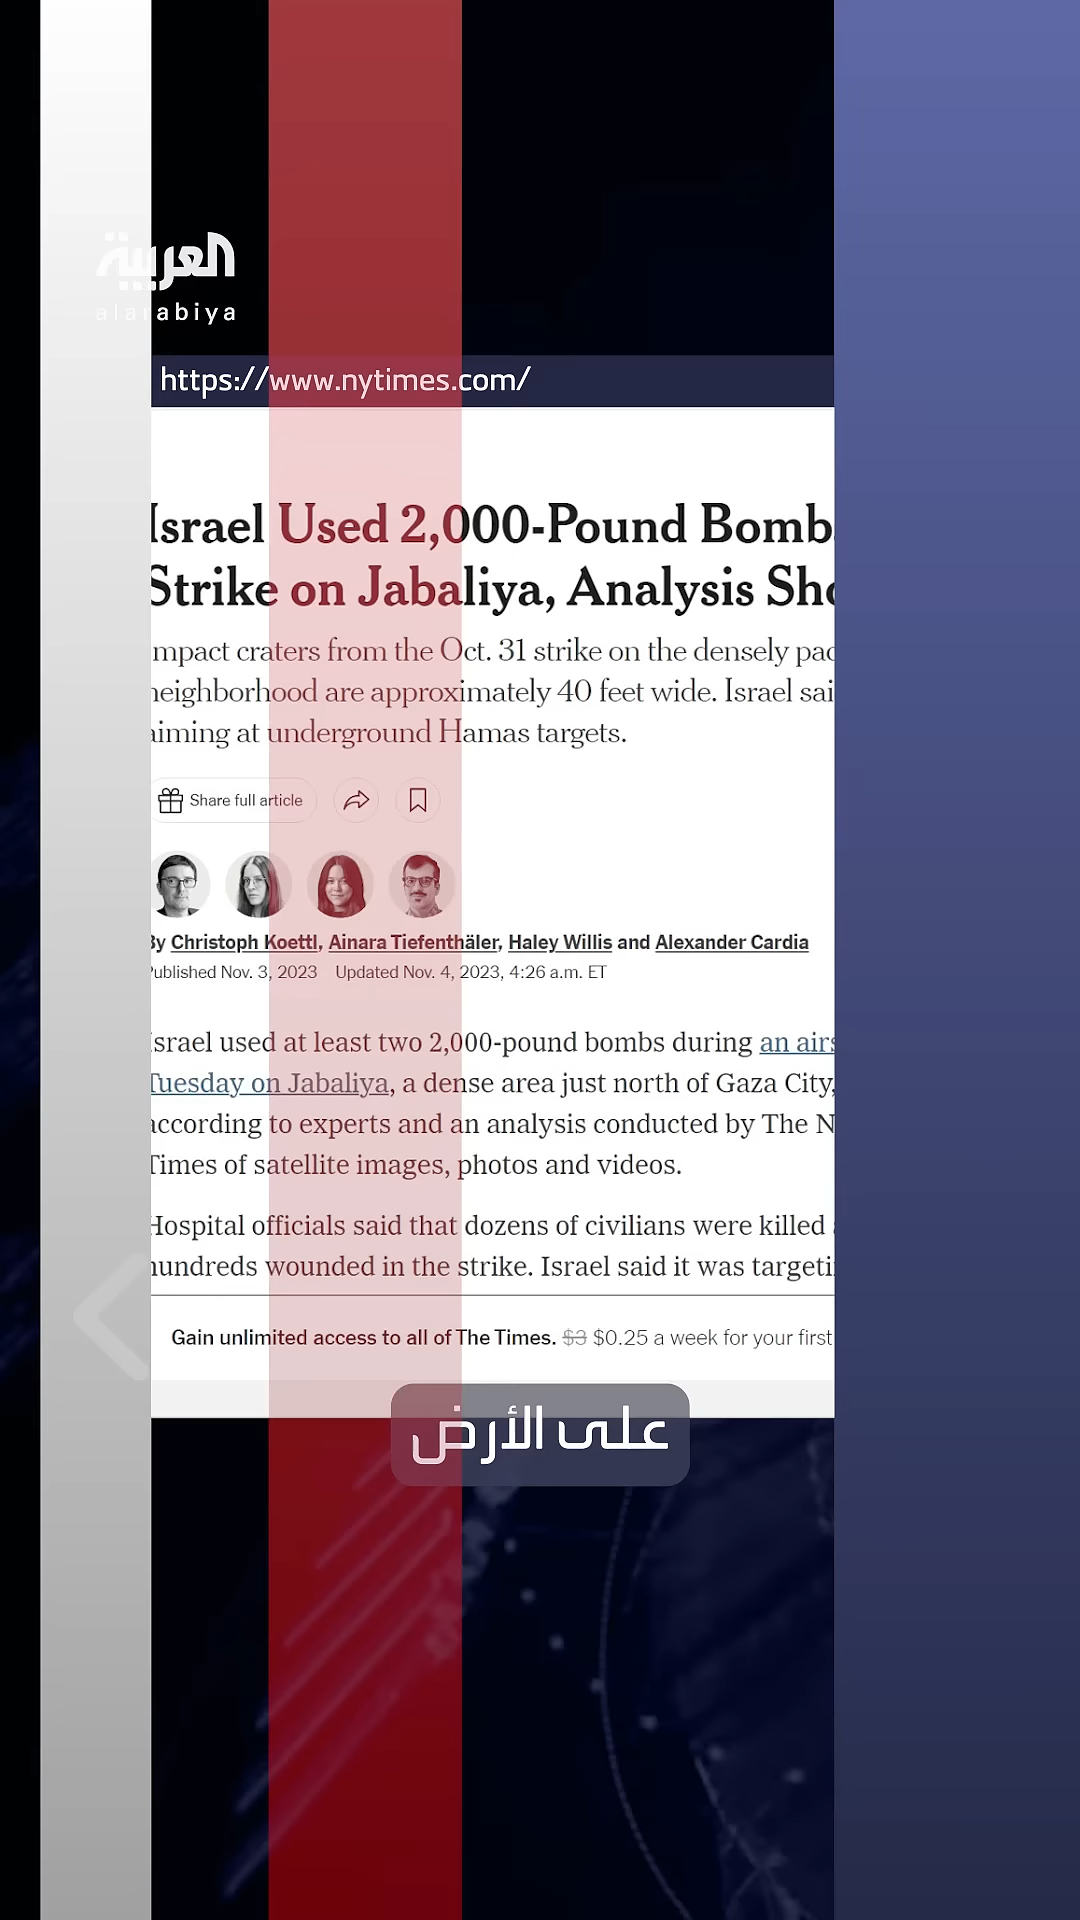 العربية
alarabiya
https://www.nytimes.com/
Israel Used 2,000-Pound Bomb
Strike on Jabaliya, Analysis
mpact craters from the Oct. 31 strike on the densely
neighborhood are approximately 40 feet wide. Israel
aiming at underground Hamas targets.
Share full article
By Christoph Koettl, Ainara Tiefenthäler, Haley Willis and Alexander Cardia
Published Nov. 3, 2023 Updated Nov. 4, 2023, 4:26 a.m. ET
Israel used at least two 2,000-pound bombs during an
Tuesday on Jabaliya, a dense area just north of Gaza City,
according to experts and an analysis conducted by The
Times of satellite images, photos and videos.
Hospital officials said that dozens of civilians were killed
hundreds wounded in the strike. Israel said it was
Gain unlimited access to all of The Times. $3 $0.25 a week for your first
على الأرض